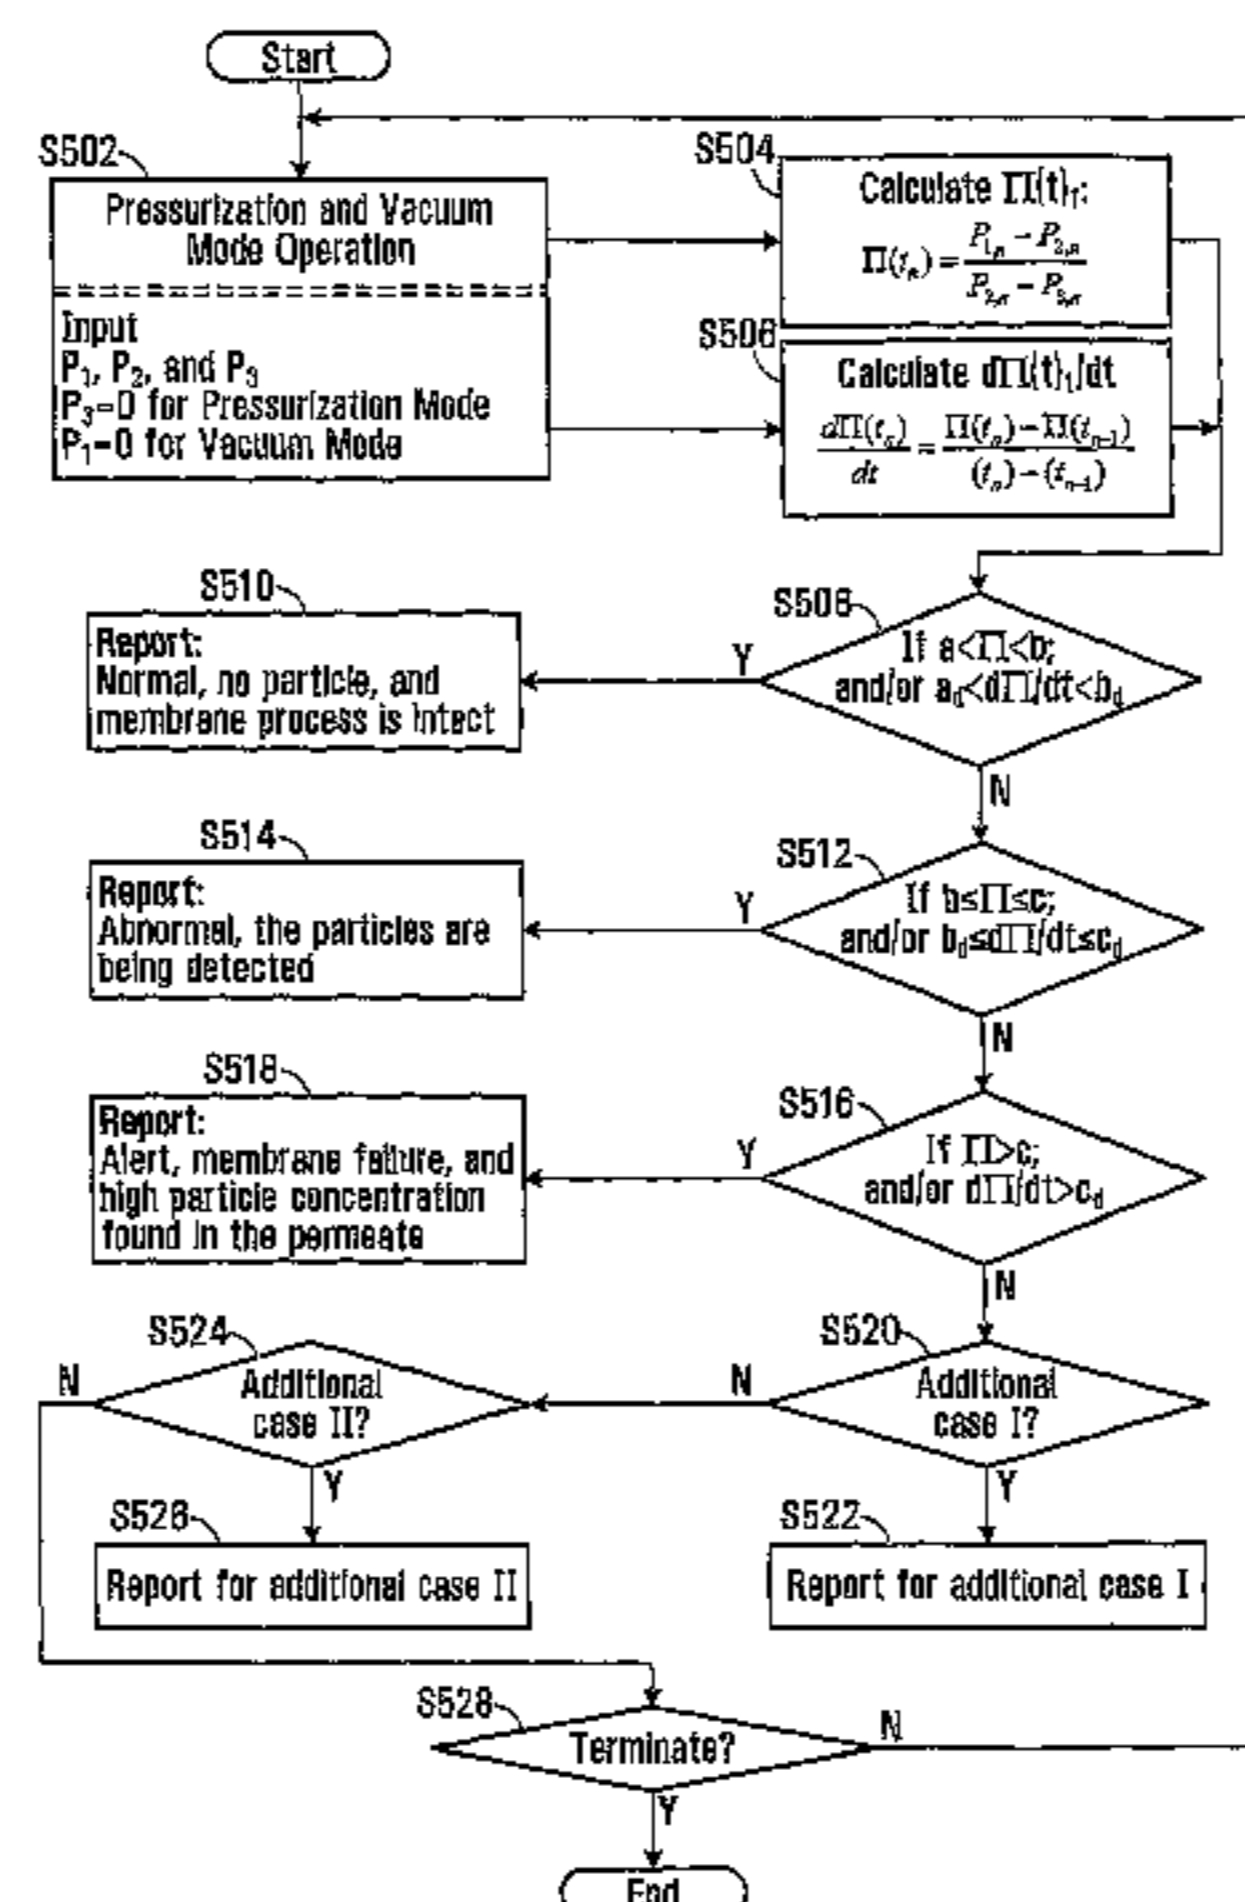 Start
S502
Pressurization and Vacuum
Mode Operation
Input
P₁, P₂, and P₃
P₃=0 for Pressurization Mode
P₁=0 for Vacuum Mode
S504
Calculate Π(t)₁:
Π(tₙ) = (P₁,ₙ − P₂,ₙ) / (P₂,ₙ − P₃,ₙ)
S506
Calculate dΠ(t)₁/dt
dΠ(tₙ)/dt = (Π(tₙ) − Π(tₙ₋₁)) / ((tₙ) − (tₙ₋₁))
S508
If a<Π<b;
and/or a_d<dΠ/dt<b_d
Y
N
S510
Report:
Normal, no particle, and
membrane process is intact
S512
If b≤Π≤c;
and/or b_d≤dΠ/dt≤c_d
Y
N
S514
Report:
Abnormal, the particles are
being detected
S516
If Π>c;
and/or dΠ/dt>c_d
Y
N
S518
Report:
Alert, membrane failure, and
high particle concentration
found in the permeate
S520
Additional
case I?
N
Y
S522
Report for additional case I
S524
Additional
case II?
N
Y
S526
Report for additional case II
S528
Terminate?
N
Y
End